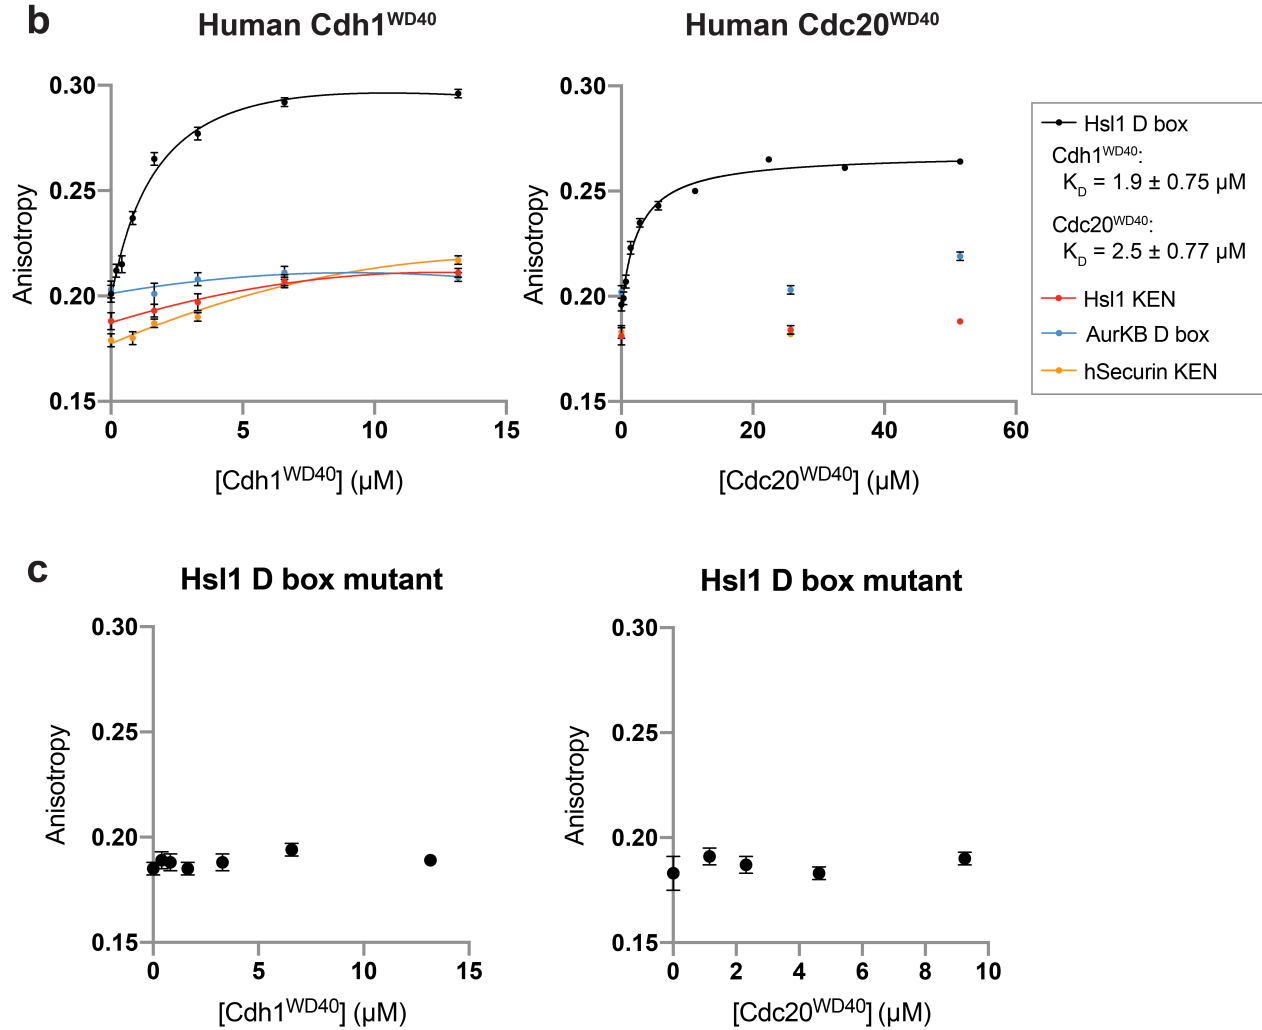 b
Human Cdh1WD40
Human Cdc20WD40
0.30
0.25
0.20
0.15
Anisotropy
0
5
10
15
[Cdh1WD40] (µM)
0.30
0.25
0.20
0.15
Anisotropy
0
20
40
60
[Cdc20WD40] (µM)
Hsl1 D box
Cdh1WD40:
KD = 1.9 ± 0.75 µM
Cdc20WD40:
KD = 2.5 ± 0.77 µM
Hsl1 KEN
AurKB D box
hSecurin KEN
c
Hsl1 D box mutant
Hsl1 D box mutant
0.30
0.25
0.20
0.15
Anisotropy
0
5
10
15
[Cdh1WD40] (µM)
0.30
0.25
0.20
0.15
Anisotropy
0
2
4
6
8
10
[Cdc20WD40] (µM)